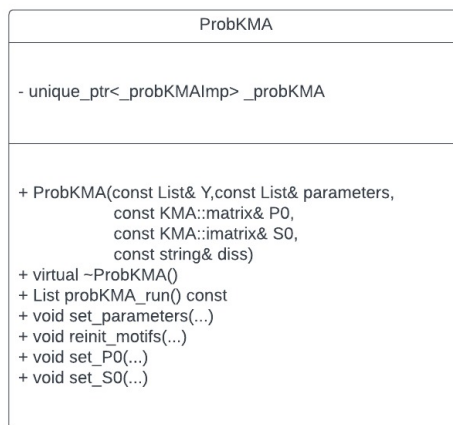 ProbKMA
- unique_ptr<_probKMAImp> _probKMA
+ ProbKMA(const List& Y,const List& parameters,
const KMA::matrix& P0,
const KMA::imatrix& S0,
const string& diss)
+ virtual ~ProbKMA()
+ List probKMA_run() const
+ void set_parameters(...)
+ void reinit_motifs(...)
+ void set_P0(...)
+ void set_S0(...)